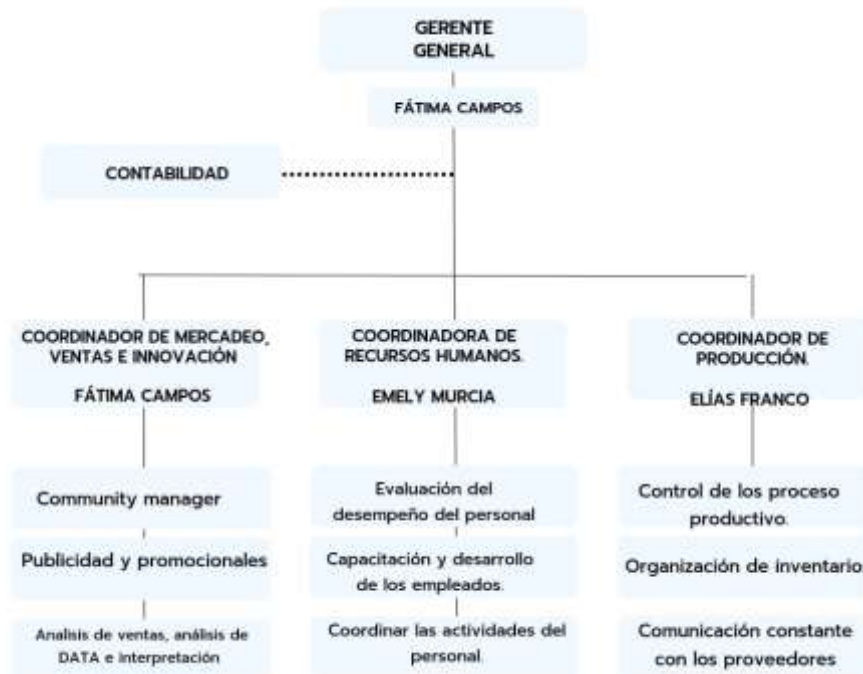 GERENTE
GENERAL
FÁTIMA CAMPOS
CONTABILIDAD
COORDINADOR DE MERCADEO,
VENTAS E INNOVACIÓN
FÁTIMA CAMPOS
COORDINADORA DE
RECURSOS HUMANOS.
EMELY MURCIA
COORDINADOR DE
PRODUCCIÓN.
ELÍAS FRANCO
Community manager
Publicidad y promocionales
Analisis de ventas, análisis de
DATA e interpretación
Evaluación del
desempeño del personal
Capacitación y desarrollo
de los empleados.
Coordinar las actividades del
personal.
Control de los proceso
productivo.
Organización de inventario
Comunicación constante
con los proveedores